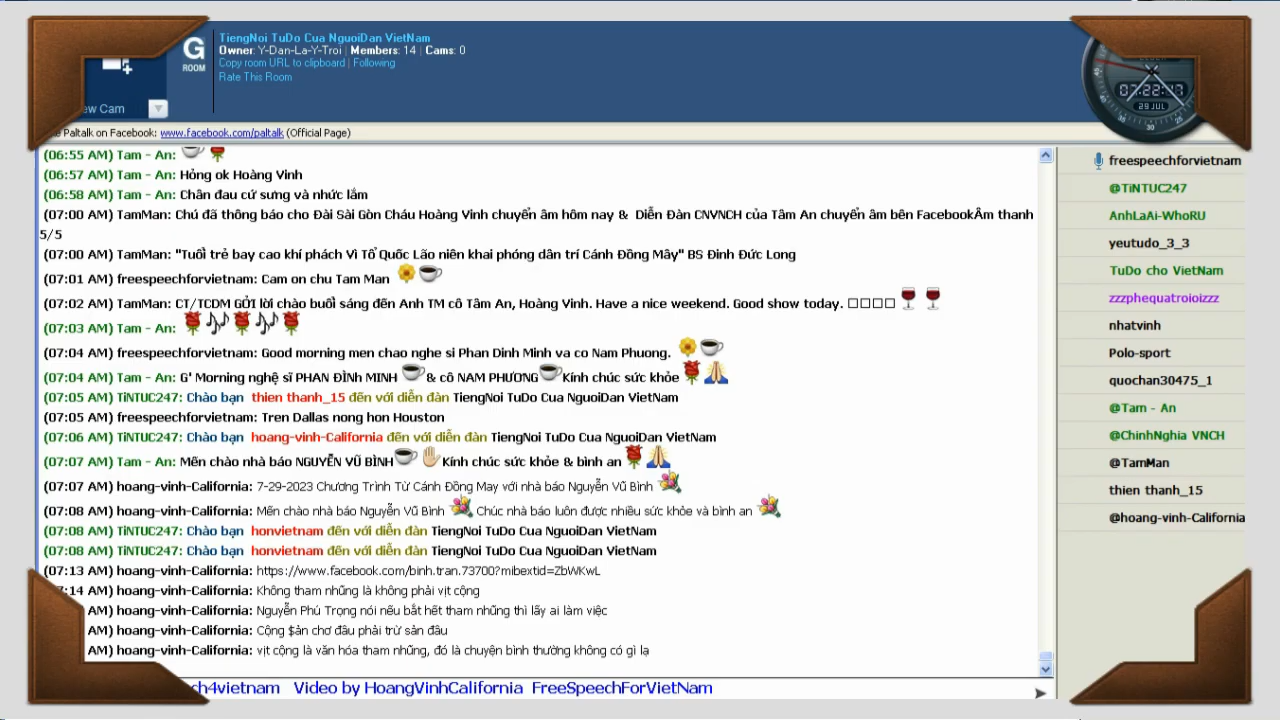 TiengNoi TuDo Cua NguoiDan VietNam
G
ROOM
Owner: Y-Dan-La-Y-Troi | Members: 14 | Cams: 0
Copy room URL to clipboard | Following
Rate This Room
ew Cam
07:22:17
29 JUL
Paltalk on Facebook: www.facebook.com/paltalk (Official Page)
(06:55 AM) Tam - An:
(06:57 AM) Tam - An: Hỏng ok Hoàng Vinh
(06:58 AM) Tam - An: Chân đau cứ sưng và nhức lắm
(07:00 AM) TamMan: Chú đã thông báo cho Đài Sài Gòn Cháu Hoàng Vinh chuyển âm hôm nay & Diễn Đàn CNVNCH của Tâm An chuyển âm bên FacebookÂm thanh
5/5
(07:00 AM) TamMan: "Tuổi trẻ bay cao khí phách Vì Tổ Quốc Lão niên khai phóng dân trí Cánh Đồng Mây" BS Đinh Đức Long
(07:01 AM) freespeechforvietnam: Cam on chu Tam Man
(07:02 AM) TamMan: CT/TCDM GỞI lời chào buổi sáng đến Anh TM cô Tâm An, Hoàng Vinh. Have a nice weekend. Good show today. □□□□
(07:03 AM) Tam - An:
(07:04 AM) freespeechforvietnam: Good morning men chao nghe si Phan Dinh Minh va co Nam Phuong.
(07:04 AM) Tam - An: G' Morning nghệ sĩ PHAN ĐÌNH MINH & cô NAM PHƯƠNG Kính chúc sức khỏe
(07:05 AM) TiNTUC247: Chào bạn thien thanh_15 đến với diễn đàn TiengNoi TuDo Cua NguoiDan VietNam
(07:05 AM) freespeechforvietnam: Tren Dallas nong hon Houston
(07:06 AM) TiNTUC247: Chào bạn hoang-vinh-California đến với diễn đàn TiengNoi TuDo Cua NguoiDan VietNam
(07:07 AM) Tam - An: Mến chào nhà báo NGUYỄN VŨ BÌNH Kính chúc sức khỏe & bình an
(07:07 AM) hoang-vinh-California: 7-29-2023 Chương Trình Từ Cánh Đồng May với nhà báo Nguyễn Vũ Bình
(07:08 AM) hoang-vinh-California: Mến chào nhà báo Nguyễn Vũ Bình Chúc nhà báo luôn được nhiều sức khỏe và bình an
(07:08 AM) TiNTUC247: Chào bạn honvietnam đến với diễn đàn TiengNoi TuDo Cua NguoiDan VietNam
(07:08 AM) TiNTUC247: Chào bạn honvietnam đến với diễn đàn TiengNoi TuDo Cua NguoiDan VietNam
(07:13 AM) hoang-vinh-California: https://www.facebook.com/binh.tran.73700?mibextid=ZbWKwL
07:14 AM) hoang-vinh-California: Không tham nhũng là không phải vịt cộng
AM) hoang-vinh-California: Nguyễn Phú Trọng nói nếu bắt hết tham nhũng thì lấy ai làm việc
AM) hoang-vinh-California: Cộng $ản chơ đâu phải trừ sản đâu
AM) hoang-vinh-California: vịt cộng là văn hóa tham nhũng, đó là chuyện bình thường không có gì lạ
ch4vietnam Video by HoangVinhCalifornia FreeSpeechForVietNam
freespeechforvietnam
@TiNTUC247
AnhLaAi-WhoRU
yeutudo_3_3
TuDo cho VietNam
zzzphequatroioizzz
nhatvinh
Polo-sport
quochan30475_1
@Tam - An
@ChinhNghia VNCH
@TamMan
thien thanh_15
@hoang-vinh-California